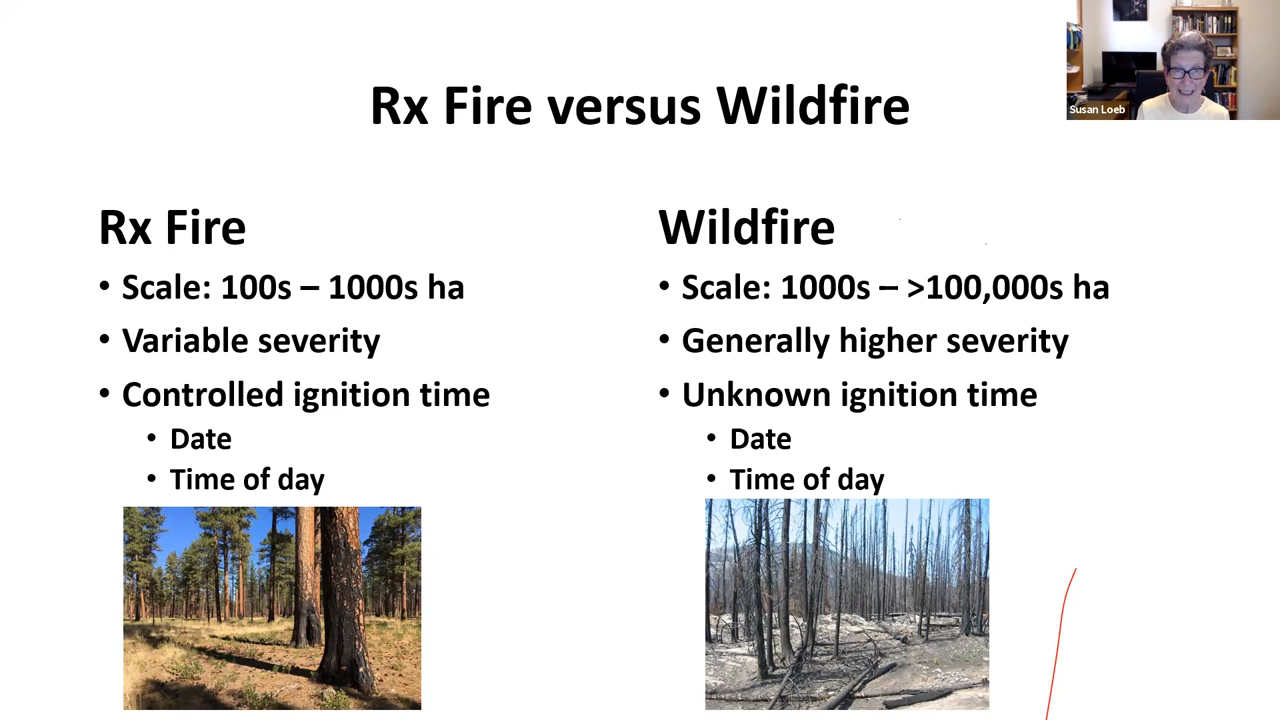 Rx Fire versus Wildfire
Susan Loeb
Rx Fire
• Scale: 100s – 1000s ha
• Variable severity
• Controlled ignition time
• Date
• Time of day
Wildfire
• Scale: 1000s – >100,000s ha
• Generally higher severity
• Unknown ignition time
• Date
• Time of day